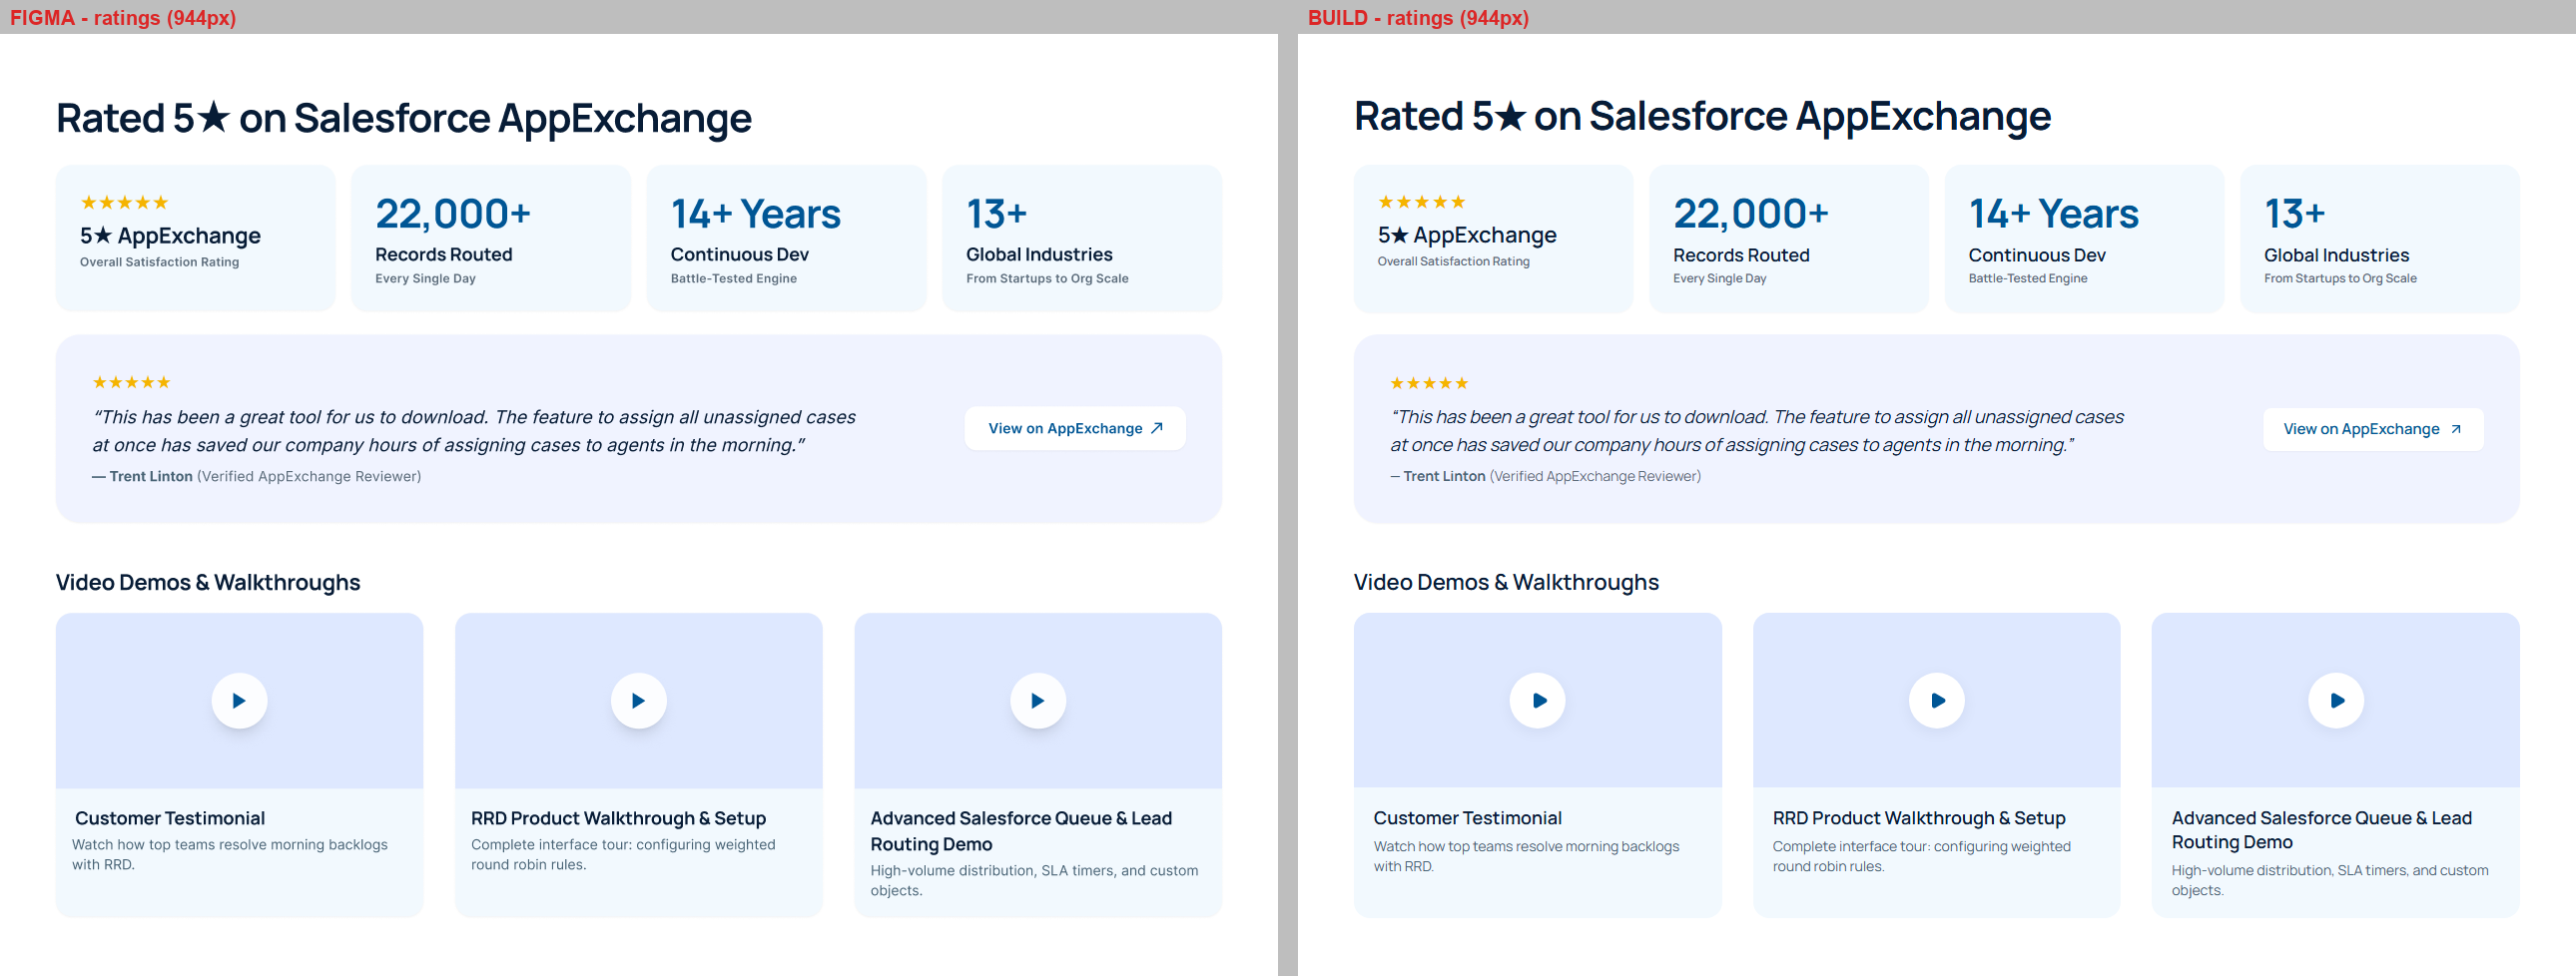 FIGMA - ratings (944px)
Rated 5★ on Salesforce AppExchange
★★★★★
5★ AppExchange
Overall Satisfaction Rating
22,000+
Records Routed
Every Single Day
14+ Years
Continuous Dev
Battle-Tested Engine
13+
Global Industries
From Startups to Org Scale
★★★★★
“This has been a great tool for us to download. The feature to assign all unassigned cases
at once has saved our company hours of assigning cases to agents in the morning.”
— Trent Linton (Verified AppExchange Reviewer)
View on AppExchange ↗
Video Demos & Walkthroughs
Customer Testimonial
Watch how top teams resolve morning backlogs
with RRD.
RRD Product Walkthrough & Setup
Complete interface tour: configuring weighted
round robin rules.
Advanced Salesforce Queue & Lead
Routing Demo
High-volume distribution, SLA timers, and custom
objects.
BUILD - ratings (944px)
Rated 5★ on Salesforce AppExchange
★★★★★
5★ AppExchange
Overall Satisfaction Rating
22,000+
Records Routed
Every Single Day
14+ Years
Continuous Dev
Battle-Tested Engine
13+
Global Industries
From Startups to Org Scale
★★★★★
“This has been a great tool for us to download. The feature to assign all unassigned cases
at once has saved our company hours of assigning cases to agents in the morning.”
— Trent Linton (Verified AppExchange Reviewer)
View on AppExchange ↗
Video Demos & Walkthroughs
Customer Testimonial
Watch how top teams resolve morning backlogs
with RRD.
RRD Product Walkthrough & Setup
Complete interface tour: configuring weighted
round robin rules.
Advanced Salesforce Queue & Lead
Routing Demo
High-volume distribution, SLA timers, and custom
objects.